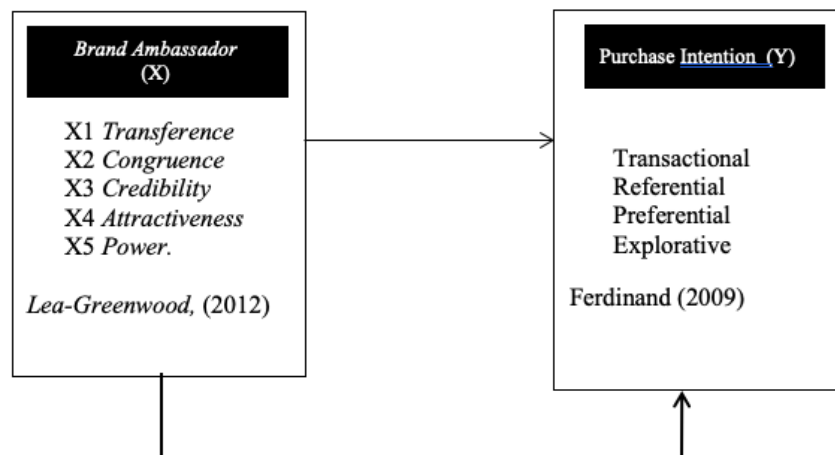 Brand Ambassador
(X)
X1 Transference
X2 Congruence
X3 Credibility
X4 Attractiveness
X5 Power.
Lea-Greenwood, (2012)
Purchase Intention (Y)
Transactional
Referential
Preferential
Explorative
Ferdinand (2009)